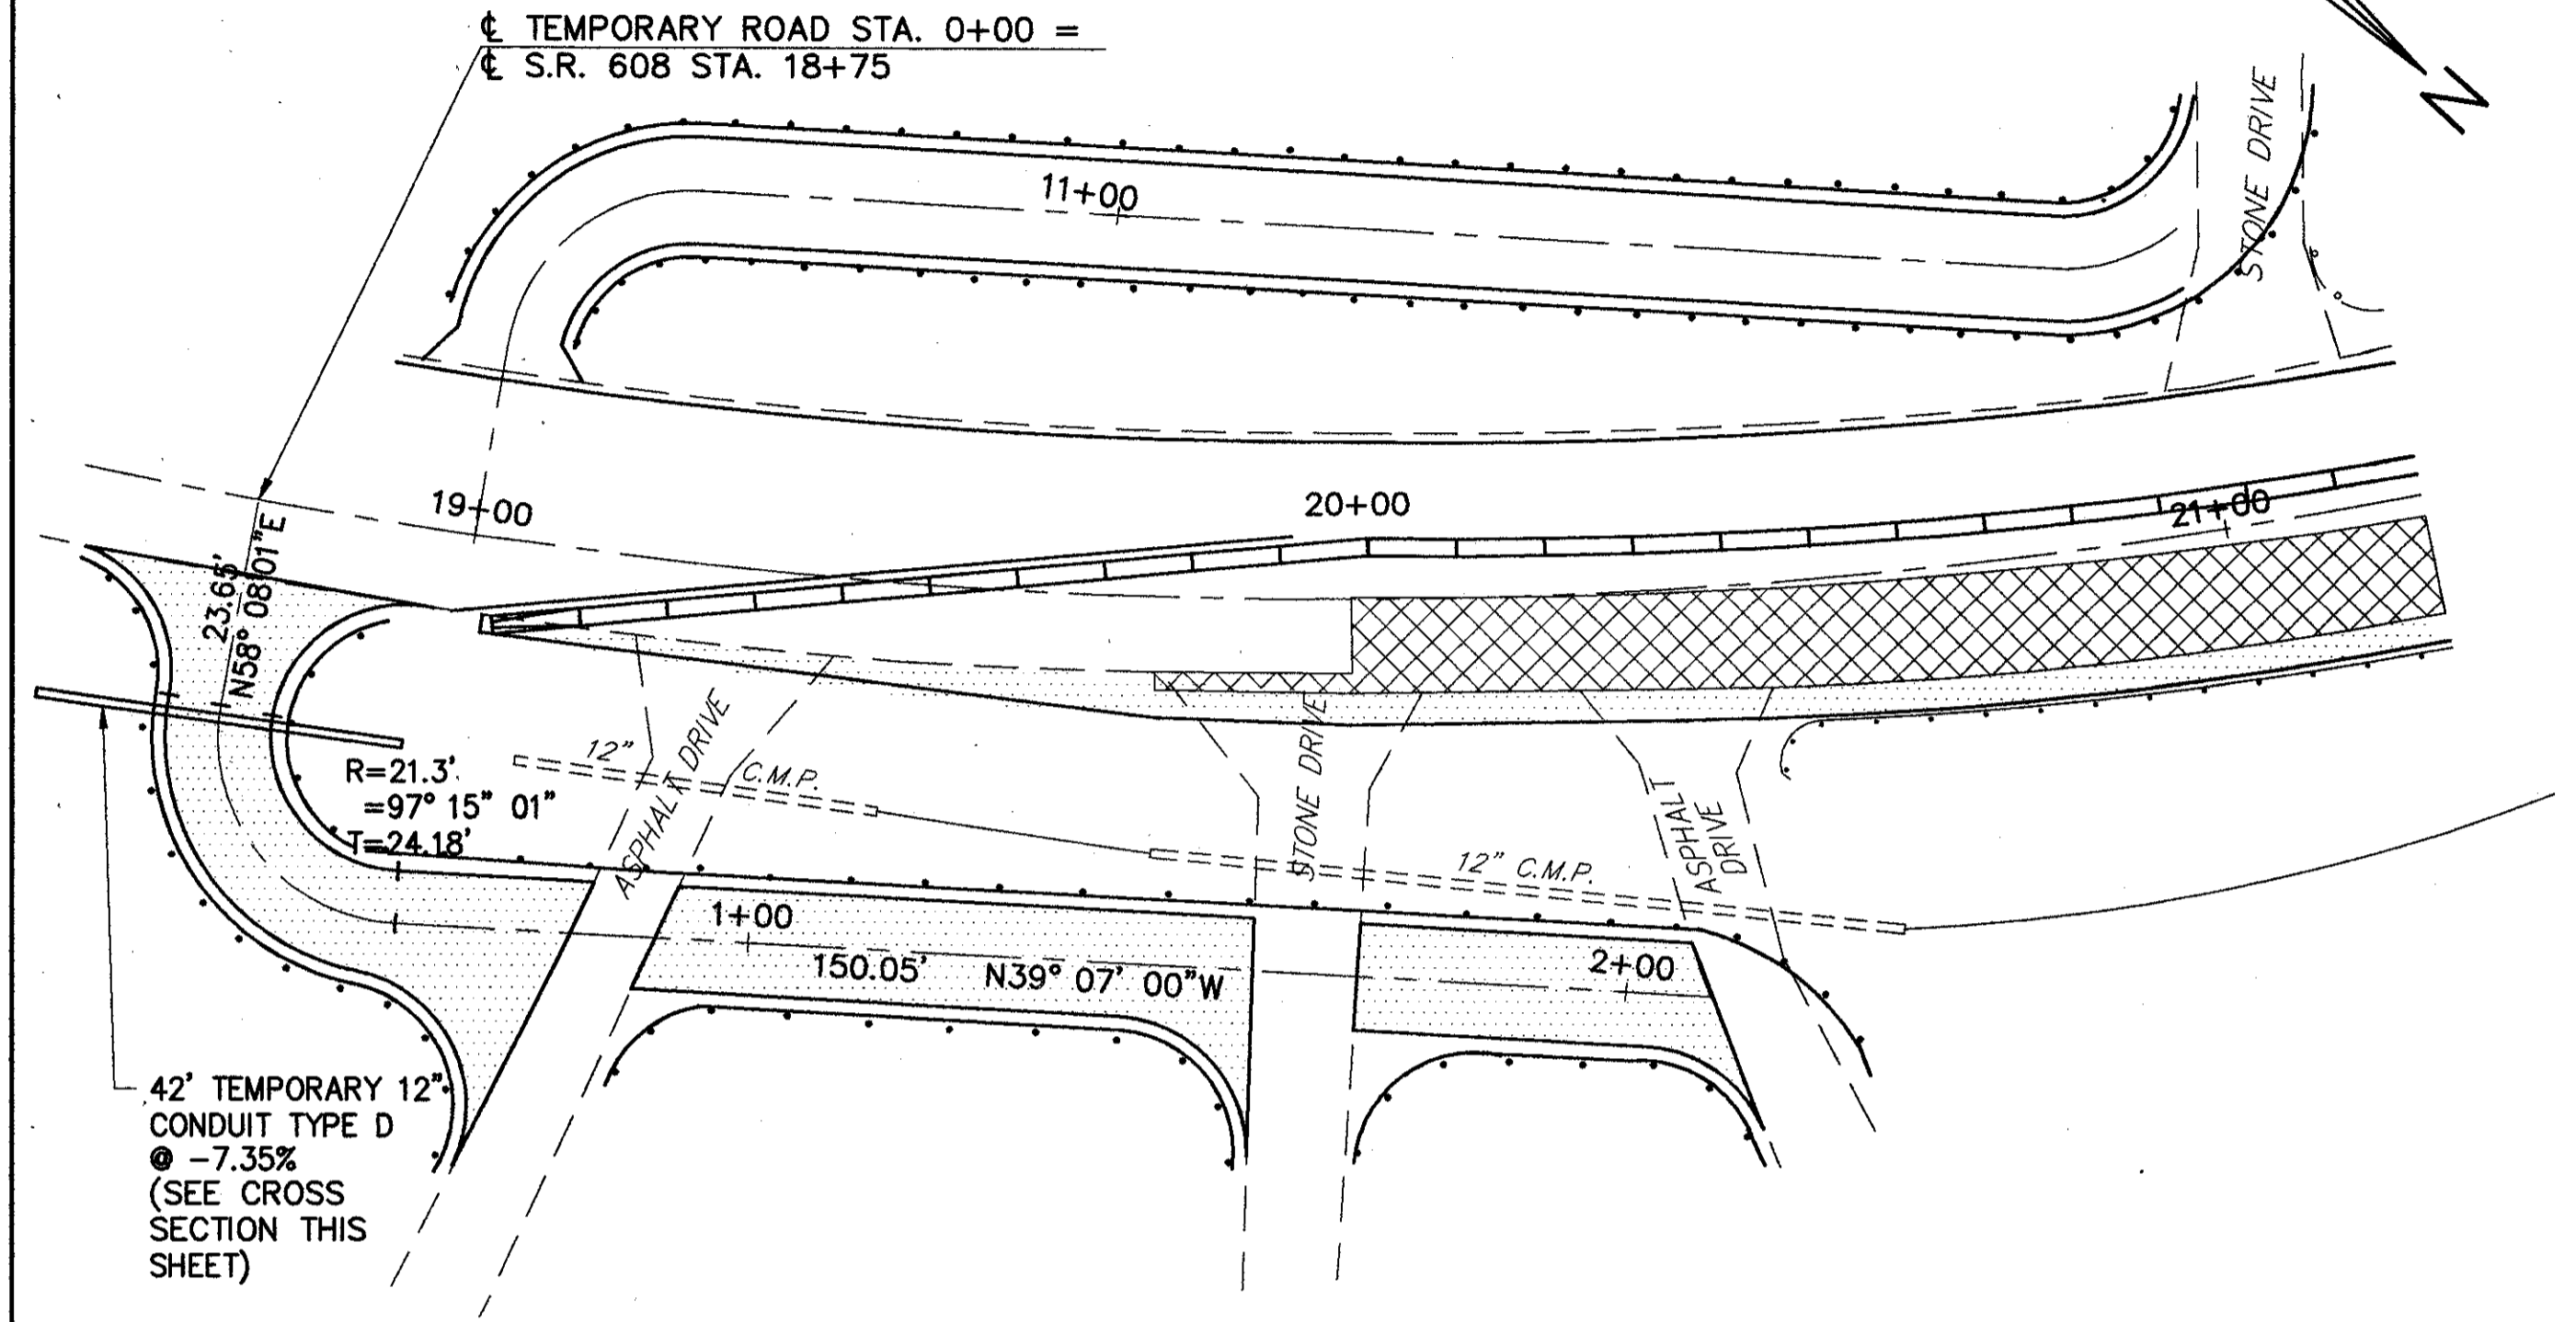 ℄ TEMPORARY ROAD STA. 0+00 =
℄ S.R. 608 STA. 18+75
N
STONE DRIVE
11+00
19+00
20+00
21+00
23.65'
N58° 08'01"E
R=21.3'
=97° 15" 01"
T=24.18'
12"
C.M.P.
ASPHALT DRIVE
STONE DRIVE
12" C.M.P.
ASPHALT
DRIVE
1+00
150.05' N39° 07' 00"W
2+00
42' TEMPORARY 12"
CONDUIT TYPE D
@ -7.35%
(SEE CROSS
SECTION THIS
SHEET)